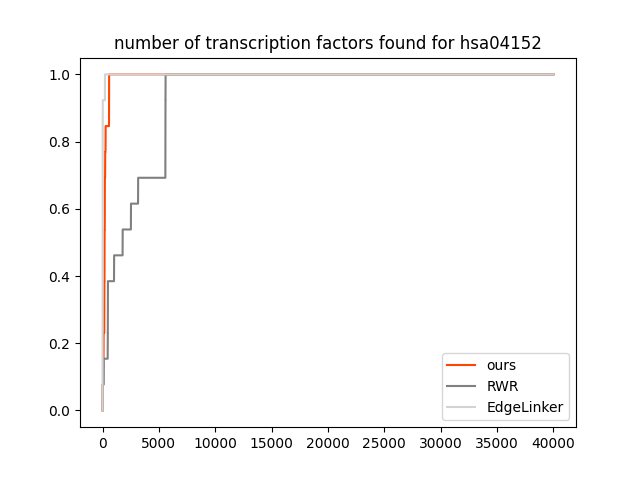 number of transcription factors found for hsa04152
1.0
0.8
0.6
0.4
0.2
0.0
0 5000 10000 15000 20000 25000 30000 35000 40000
ours
RWR
EdgeLinker